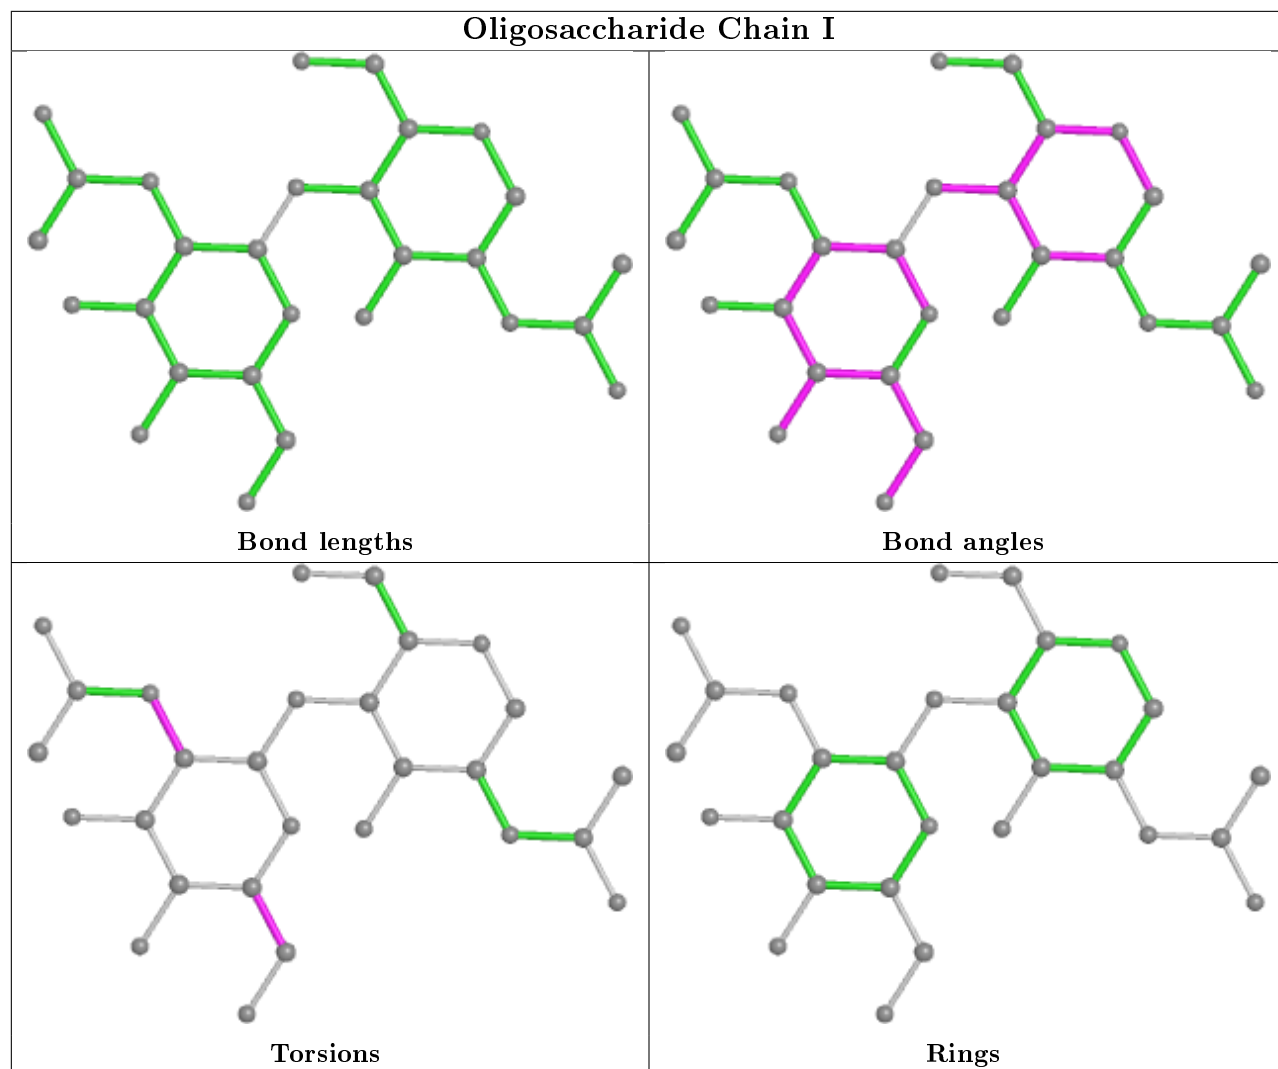 Oligosaccharide Chain I
Bond lengths
Bond angles
Torsions
Rings